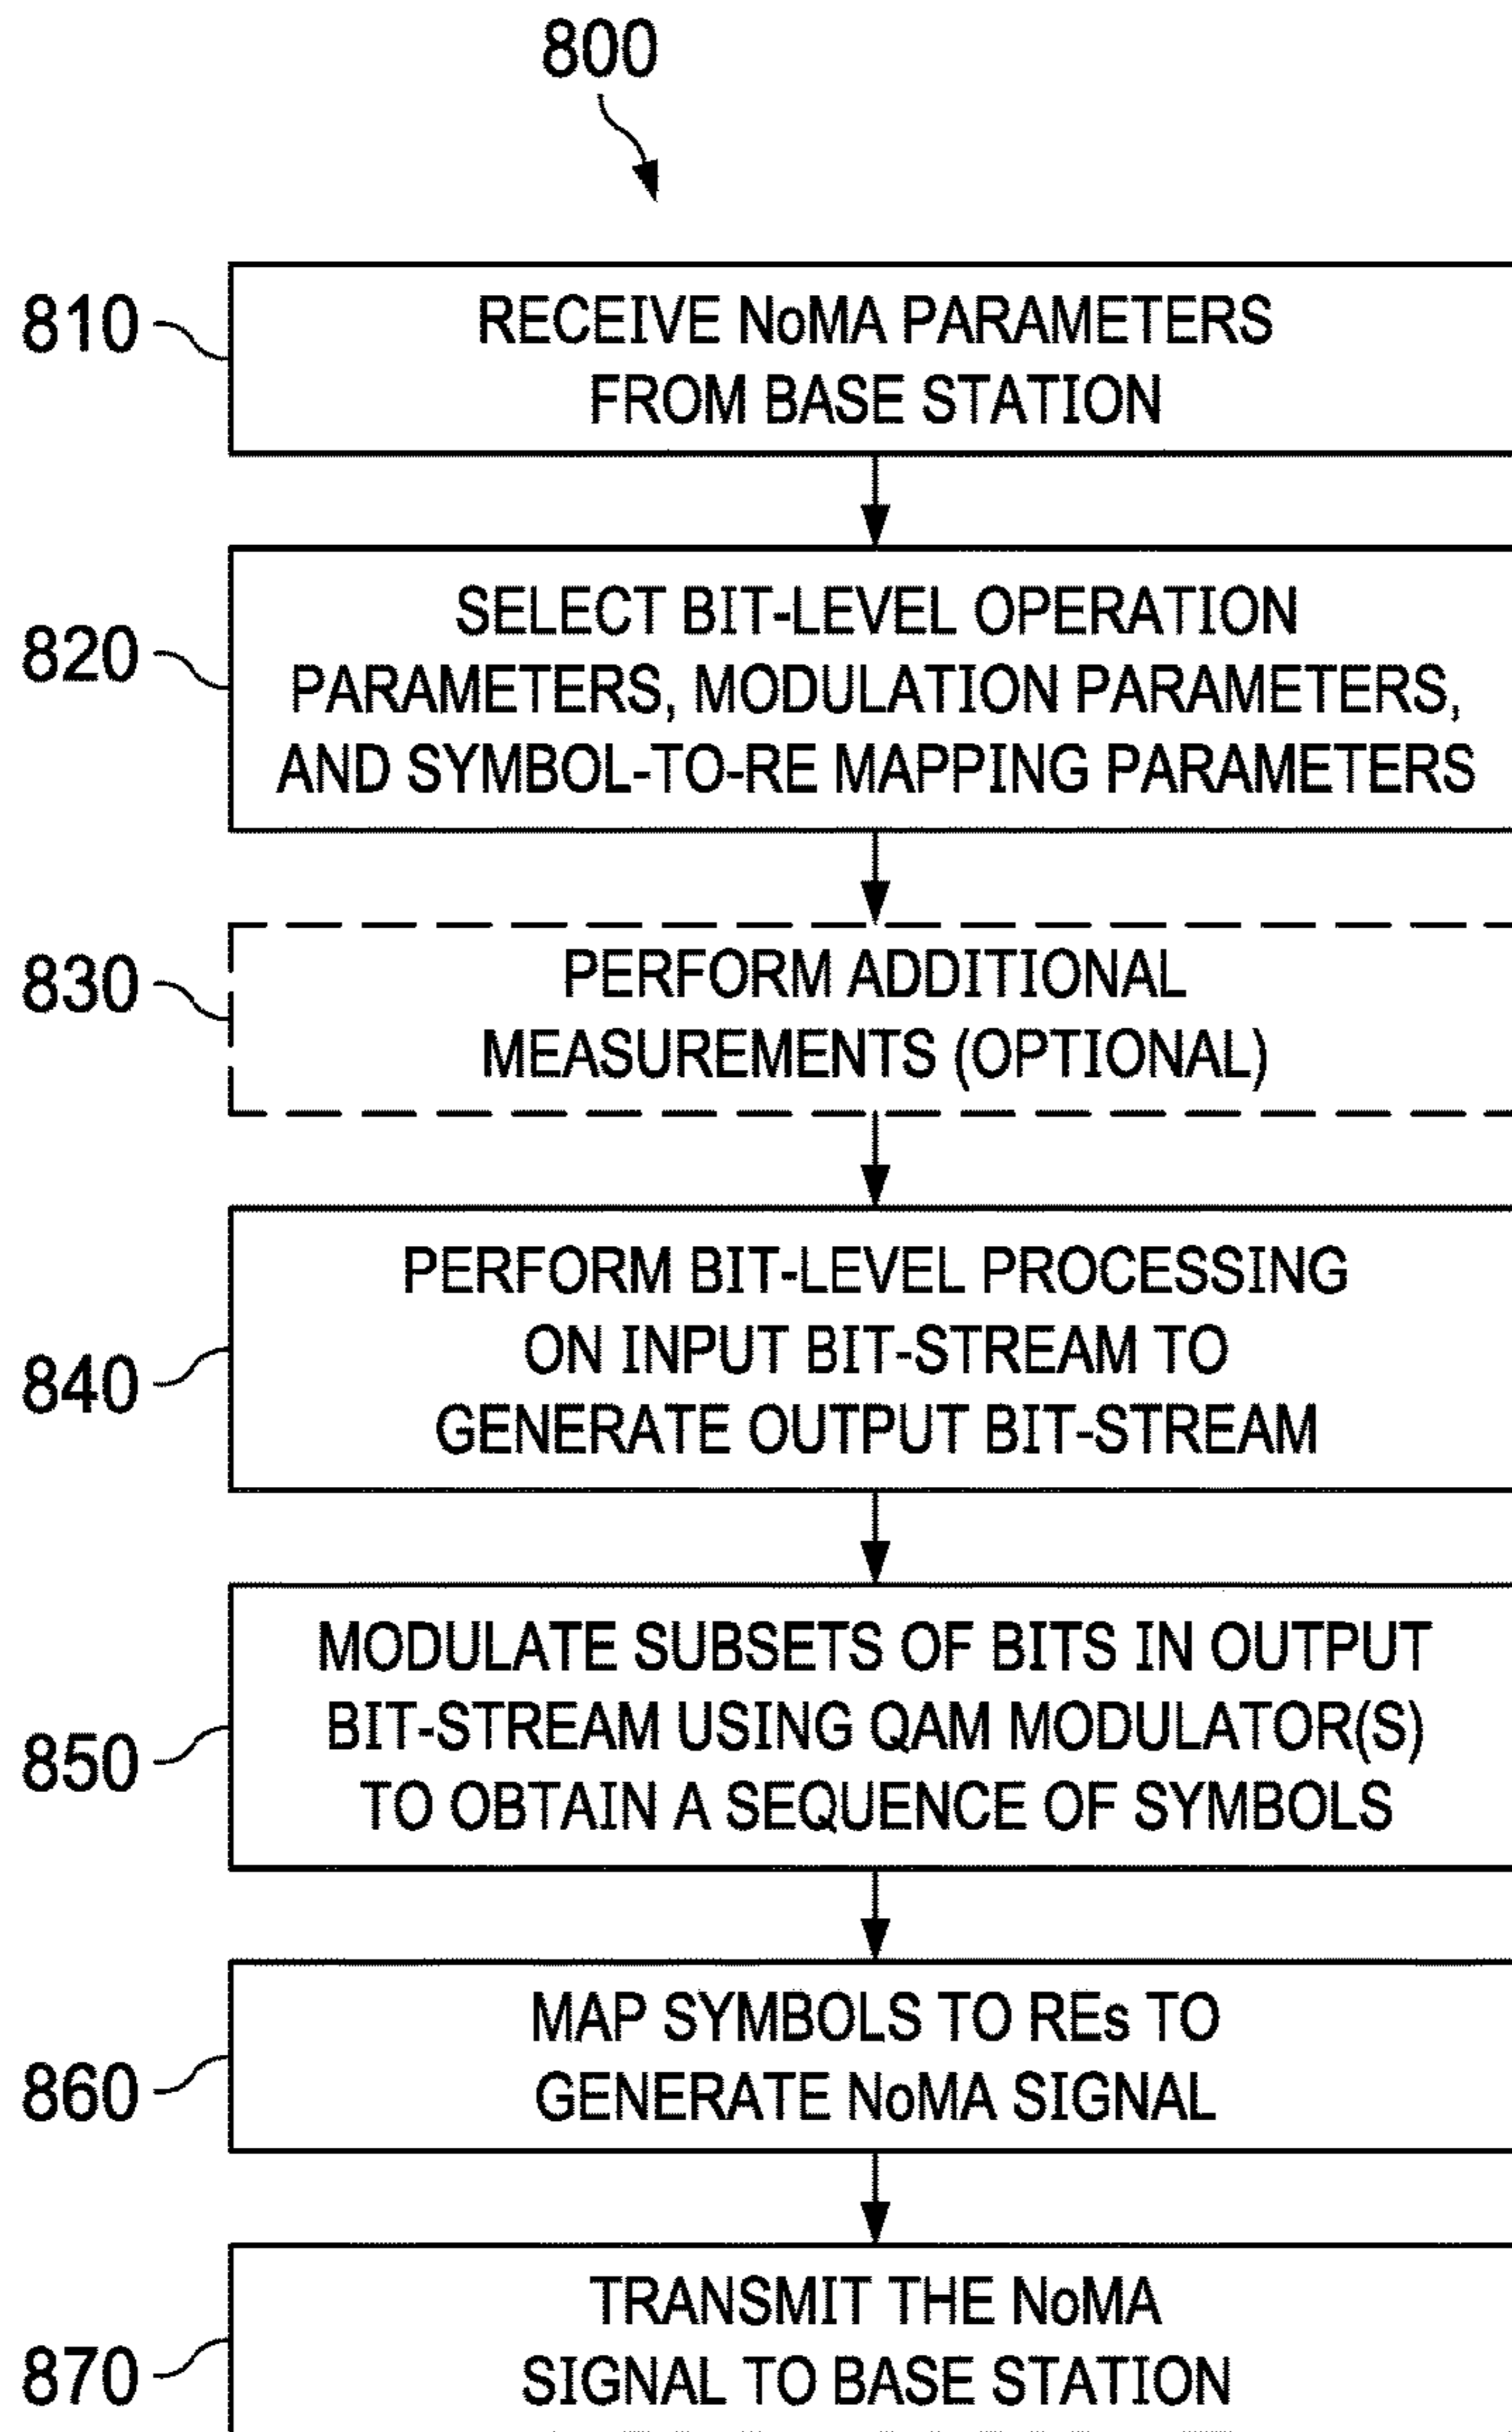 800
810
RECEIVE NoMA PARAMETERS
FROM BASE STATION
820
SELECT BIT-LEVEL OPERATION
PARAMETERS, MODULATION PARAMETERS,
AND SYMBOL-TO-RE MAPPING PARAMETERS
830
PERFORM ADDITIONAL
MEASUREMENTS (OPTIONAL)
840
PERFORM BIT-LEVEL PROCESSING
ON INPUT BIT-STREAM TO
GENERATE OUTPUT BIT-STREAM
850
MODULATE SUBSETS OF BITS IN OUTPUT
BIT-STREAM USING QAM MODULATOR(S)
TO OBTAIN A SEQUENCE OF SYMBOLS
860
MAP SYMBOLS TO REs TO
GENERATE NoMA SIGNAL
870
TRANSMIT THE NoMA
SIGNAL TO BASE STATION